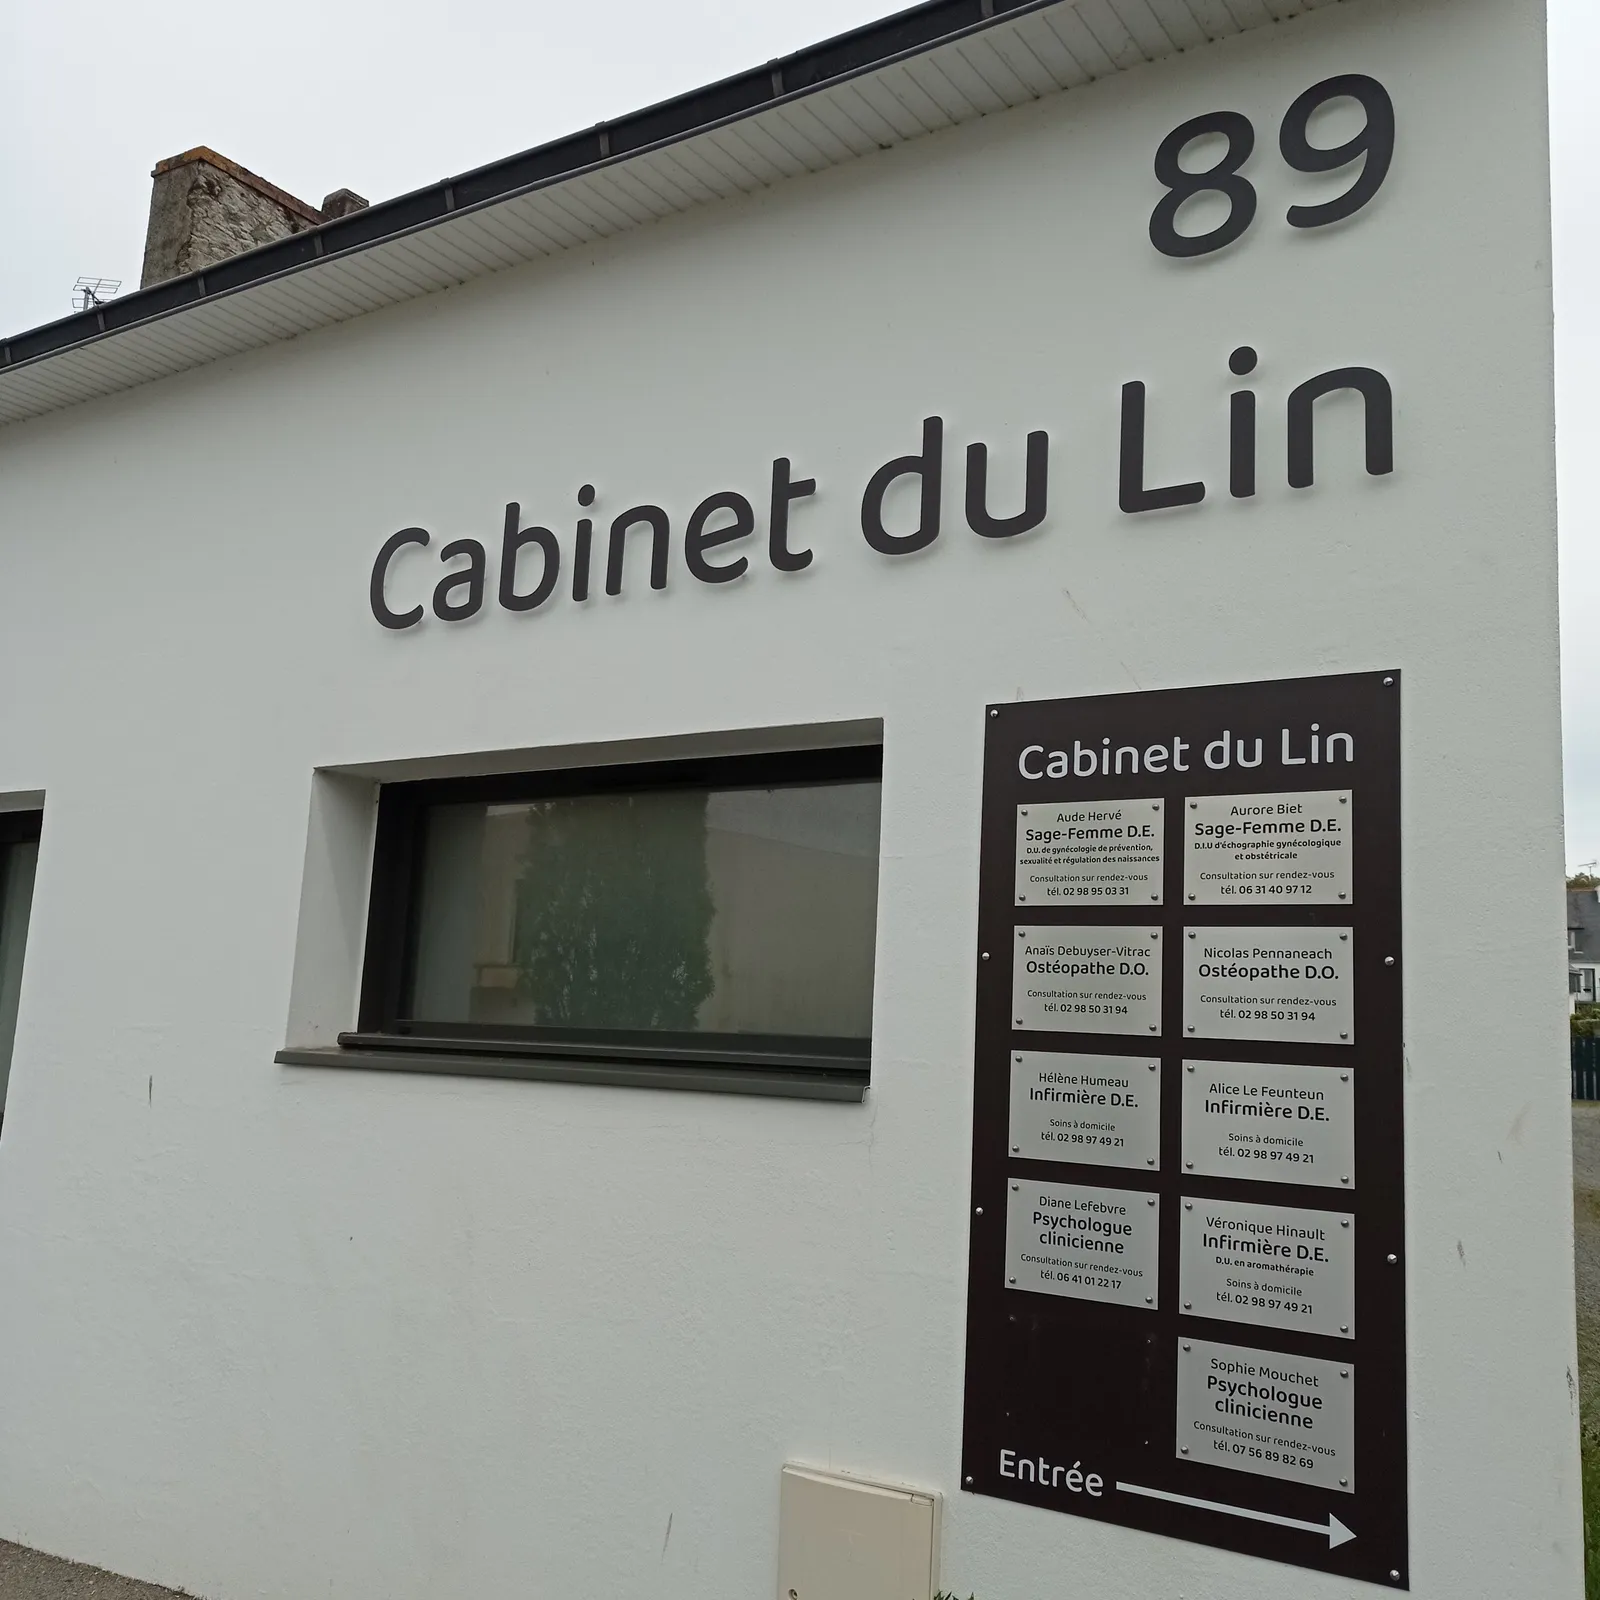 89
Cabinet du Lin
Cabinet du Lin
Aude Hervé
Sage-Femme D.E.
D.U. de gynécologie de prévention,
sexualité et régulation des naissances
Consultation sur rendez-vous
tél. 02 98 95 03 31
Aurore Biet
Sage-Femme D.E.
D.I.U d'échographie gynécologique
et obstétricale
Consultation sur rendez-vous
tél. 06 31 40 97 12
Anaïs Debuyser-Vitrac
Ostéopathe D.O.
Consultation sur rendez-vous
tél. 02 98 50 31 94
Nicolas Pennaneach
Ostéopathe D.O.
Consultation sur rendez-vous
tél. 02 98 50 31 94
Hélène Humeau
Infirmière D.E.
Soins à domicile
tél. 02 98 97 49 21
Alice Le Feunteun
Infirmière D.E.
Soins à domicile
tél. 02 98 97 49 21
Diane Lefebvre
Psychologue
clinicienne
Consultation sur rendez-vous
tél. 06 41 01 22 17
Véronique Hinault
Infirmière D.E.
D.U. en aromathérapie
Soins à domicile
tél. 02 98 97 49 21
Sophie Mouchet
Psychologue
clinicienne
Consultation sur rendez-vous
tél. 07 56 89 82 69
Entrée